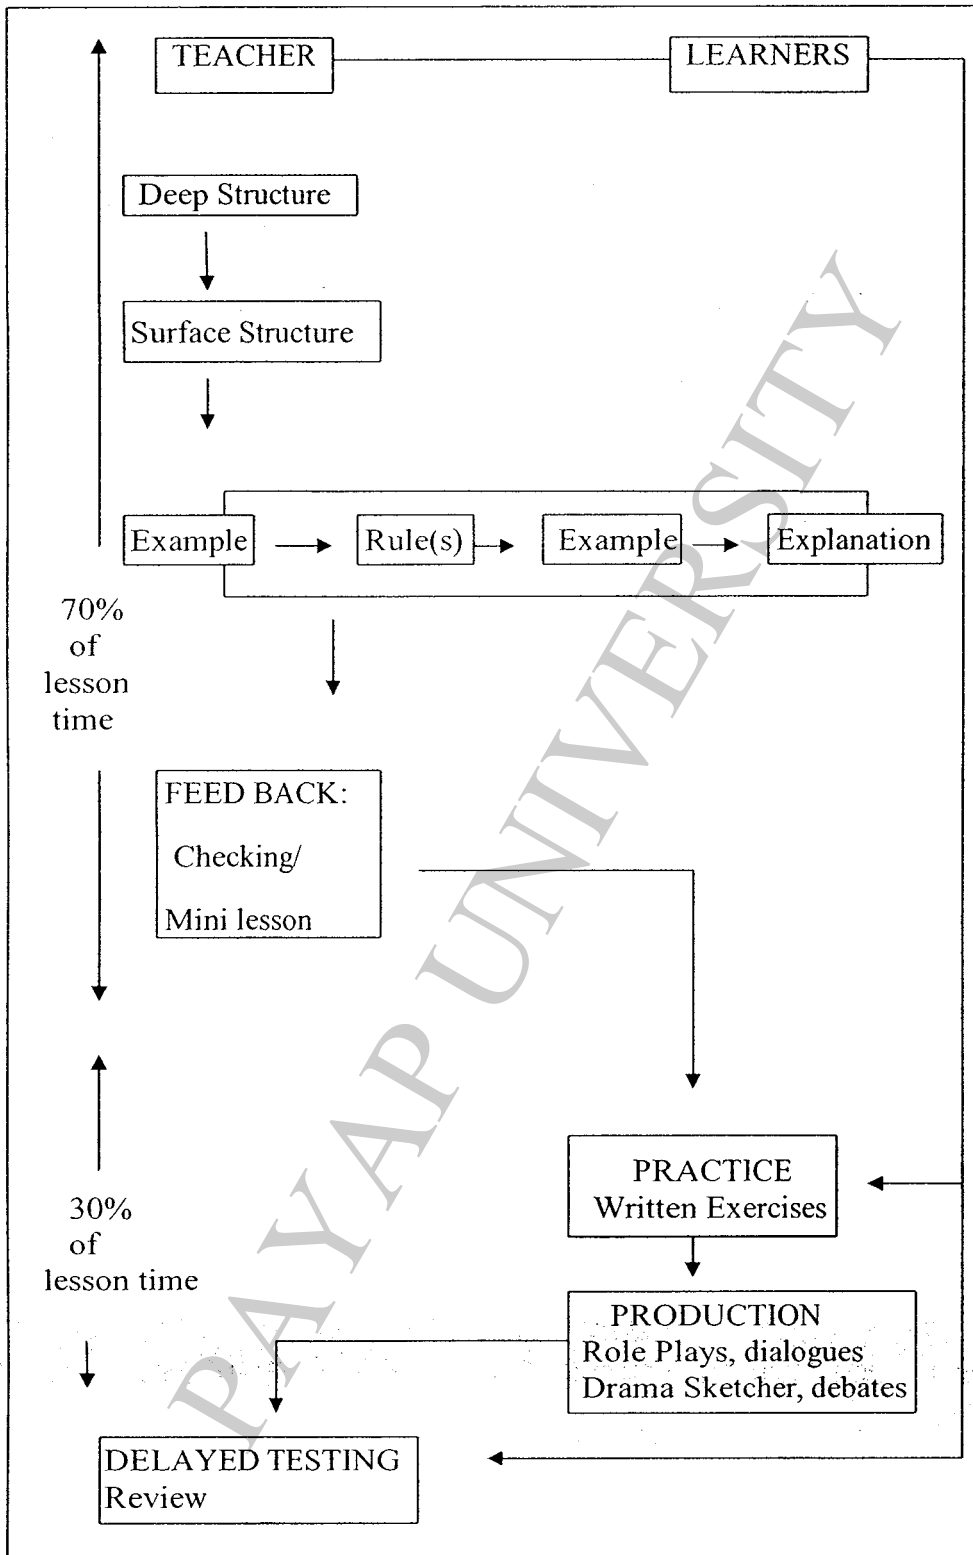 TEACHER
LEARNERS
Deep Structure
Surface Structure
Example
Rule(s)
Example
Explanation
70%
of
lesson
time
FEED BACK:
Checking/
Mini lesson
PRACTICE
Written Exercises
30%
of
lesson time
PRODUCTION
Role Plays, dialogues
Drama Sketcher, debates
DELAYED TESTING
Review
PAYAP UNIVERSITY